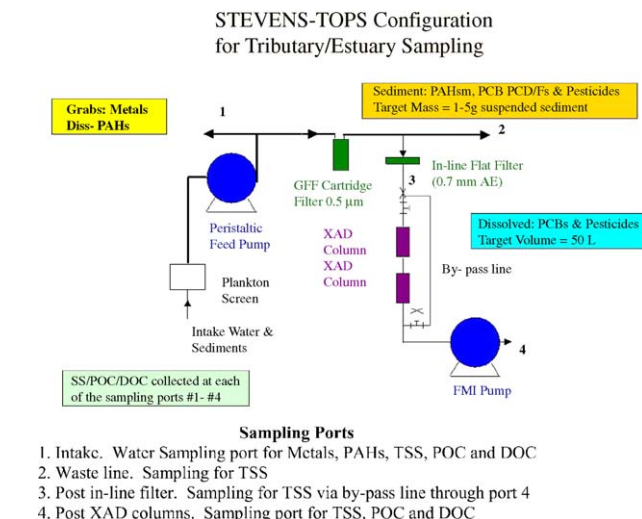 STEVENS-TOPS Configuration
for Tributary/Estuary Sampling
Grabs: Metals
Diss- PAHs
1
Sediment: PAHsm, PCB PCD/Fs & Pesticides
Target Mass = 1-5g suspended sediment
2
In-line Flat Filter
(0.7 mm AE)
3
GFF Cartridge
Filter 0.5 µm
Peristaltic
Feed Pump
XAD
Column
XAD
Column
Dissolved: PCBs & Pesticides
Target Volume = 50 L
By- pass line
Plankton
Screen
Intake Water &
Sediments
4
FMI Pump
SS/POC/DOC collected at each
of the sampling ports #1- #4
Sampling Ports
1. Intake. Water Sampling port for Metals, PAHs, TSS, POC and DOC
2. Waste line. Sampling for TSS
3. Post in-line filter. Sampling for TSS via by-pass line through port 4
4. Post XAD columns. Sampling port for TSS, POC and DOC